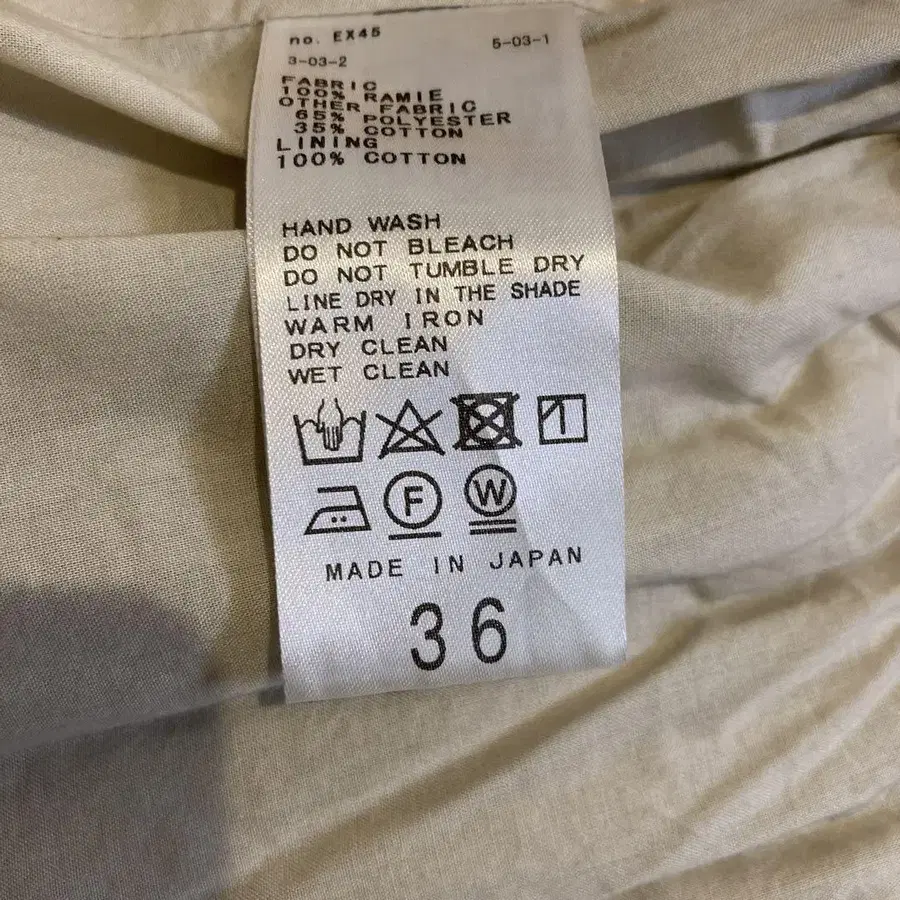 no. EX45
5-03-1
3-03-2
FABRIC
100% RAMIE
OTHER FABRIC
65% POLYESTER
35% COTTON
LINING
100% COTTON
HAND WASH
DO NOT BLEACH
DO NOT TUMBLE DRY
LINE DRY IN THE SHADE
WARM IRON
DRY CLEAN
WET CLEAN
F W
MADE IN JAPAN
36